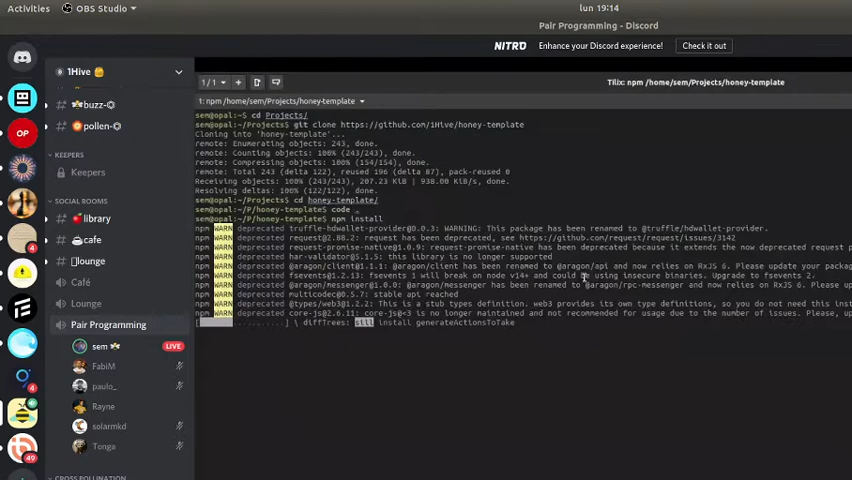 Activities OBS Studio lun 19:14
Pair Programming - Discord
NITRO Enhance your Discord experience! Check it out
1Hive
1/1 + Tilix: npm /home/sem/Projects/honey-template
1: npm /home/sem/Projects/honey-template
buzz-
pollen-
KEEPERS
Keepers
SOCIAL ROOMS
library
cafe
lounge
Café
Lounge
Pair Programming
sem LIVE
FabiM
paulo_
Rayne
solarmkd
Tonga
CROSS POLLINATION
OP
49
4
sem@opal:~$ cd Projects/
sem@opal:~/Projects$ git clone https://github.com/1Hive/honey-template
Cloning into 'honey-template'...
remote: Enumerating objects: 243, done.
remote: Counting objects: 100% (243/243), done.
remote: Compressing objects: 100% (154/154), done.
remote: Total 243 (delta 122), reused 196 (delta 87), pack-reused 0
Receiving objects: 100% (243/243), 207.23 KiB | 938.00 KiB/s, done.
Resolving deltas: 100% (122/122), done.
sem@opal:~/Projects$ cd honey-template/
sem@opal:~/P/honey-template$ code .
sem@opal:~/P/honey-template$ npm install
npm WARN deprecated truffle-hdwallet-provider@0.0.3: WARNING: This package has been renamed to @truffle/hdwallet-provider.
npm WARN deprecated request@2.88.2: request has been deprecated, see https://github.com/request/request/issues/3142
npm WARN deprecated request-promise-native@1.0.9: request-promise-native has been deprecated because it extends the now deprecated request p
npm WARN deprecated har-validator@5.1.5: this library is no longer supported
npm WARN deprecated @aragon/client@1.1.1: @aragon/client has been renamed to @aragon/api and now relies on RxJS 6. Please update your packag
npm WARN deprecated fsevents@1.2.13: fsevents 1 will break on node v14+ and could be using insecure binaries. Upgrade to fsevents 2.
npm WARN deprecated @aragon/messenger@1.0.0: @aragon/messenger has been renamed to @aragon/rpc-messenger and now relies on RxJS 6. Please up
npm WARN deprecated multicodec@0.5.7: stable api reached
npm WARN deprecated @types/web3@1.2.2: This is a stub types definition. web3 provides its own type definitions, so you do not need this inst
npm WARN deprecated core-js@2.6.11: core-js@<3 is no longer maintained and not recommended for usage due to the number of issues. Please, up
[ ............] \ diffTrees: sill install generateActionsToTake